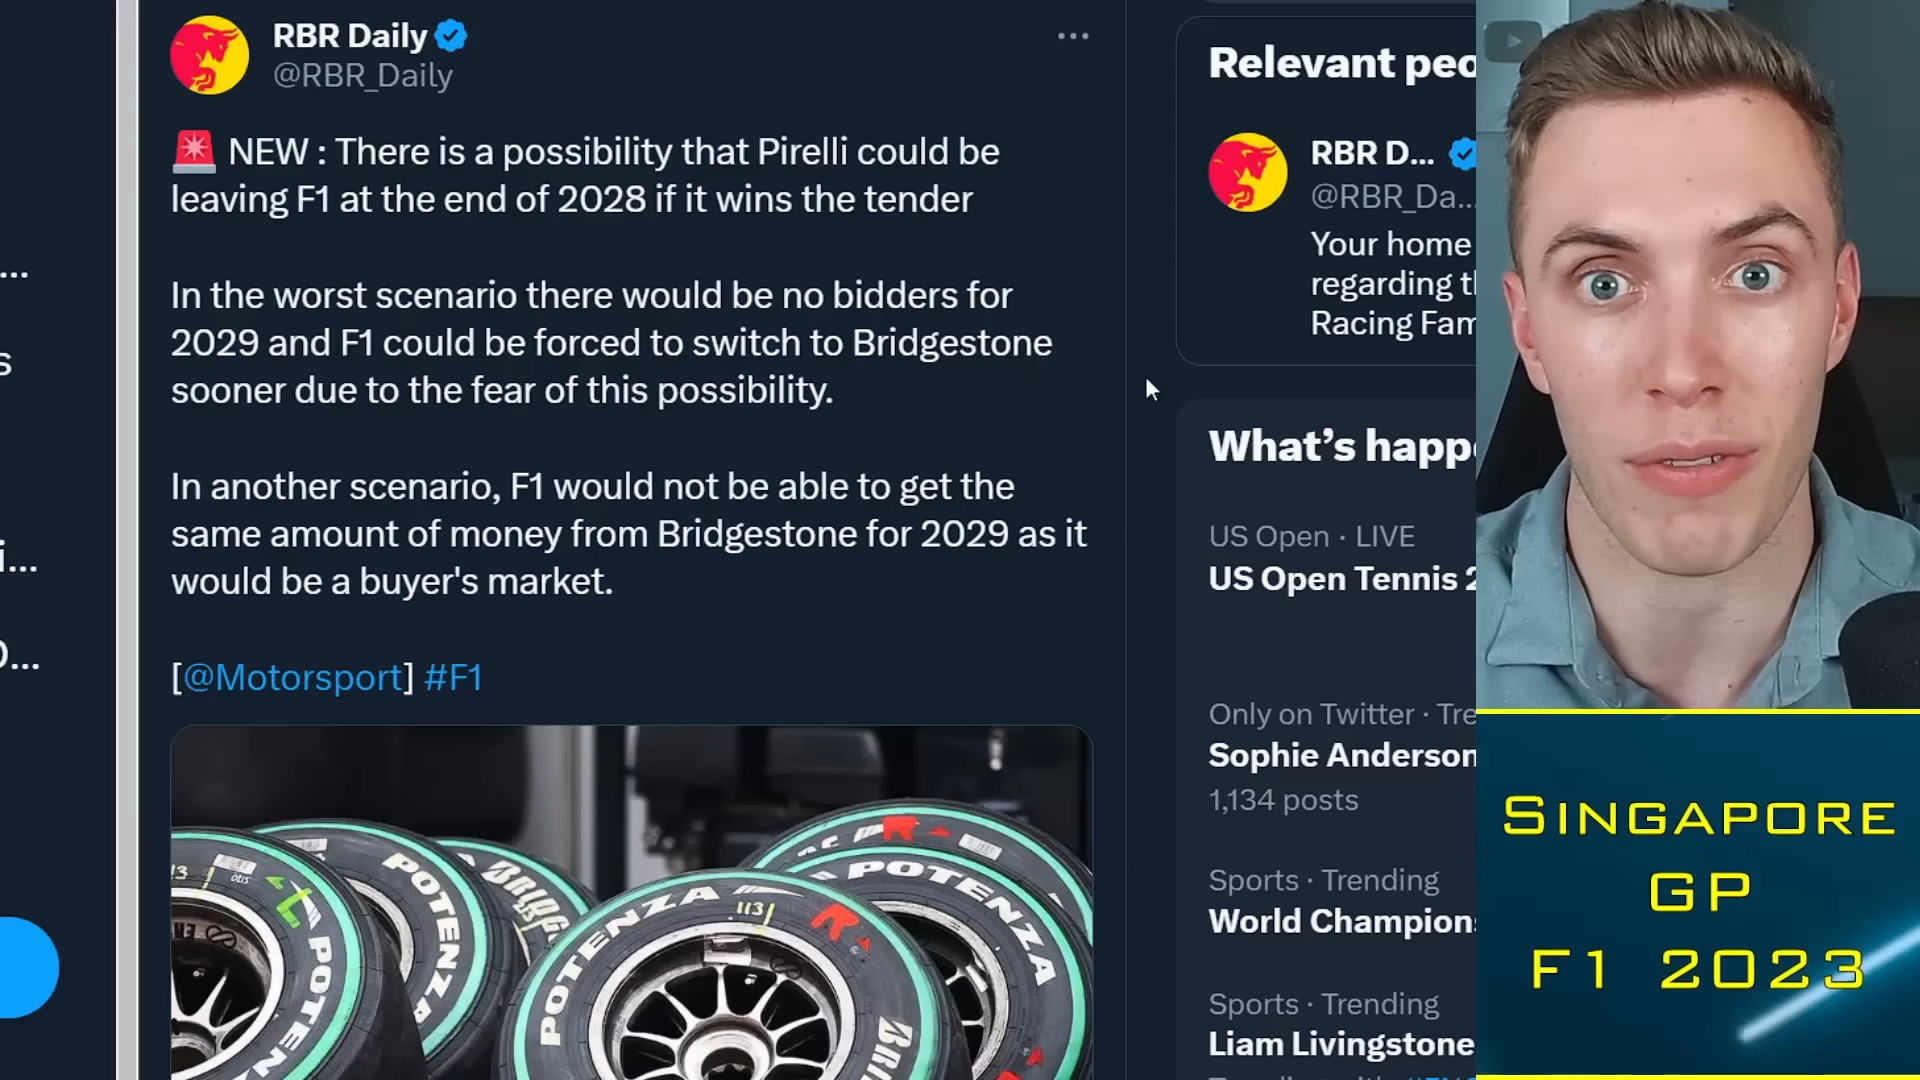 RBR Daily
@RBR_Daily
NEW : There is a possibility that Pirelli could be
leaving F1 at the end of 2028 if it wins the tender
In the worst scenario there would be no bidders for
2029 and F1 could be forced to switch to Bridgestone
sooner due to the fear of this possibility.
In another scenario, F1 would not be able to get the
same amount of money from Bridgestone for 2029 as it
would be a buyer's market.
[@Motorsport] #F1
POTENZA
BRIDG
POTENZA
POTENZA
POTEN
113
R
R
BRI
Relevant peo
RBR D...
@RBR_Da...
Your home
regarding t
Racing Fam
What's happ
US Open · LIVE
US Open Tennis 2
Only on Twitter · Tre
Sophie Anderson
1,134 posts
Sports · Trending
World Champion
Sports · Trending
Liam Livingstone
SINGAPORE
GP
F1 2023